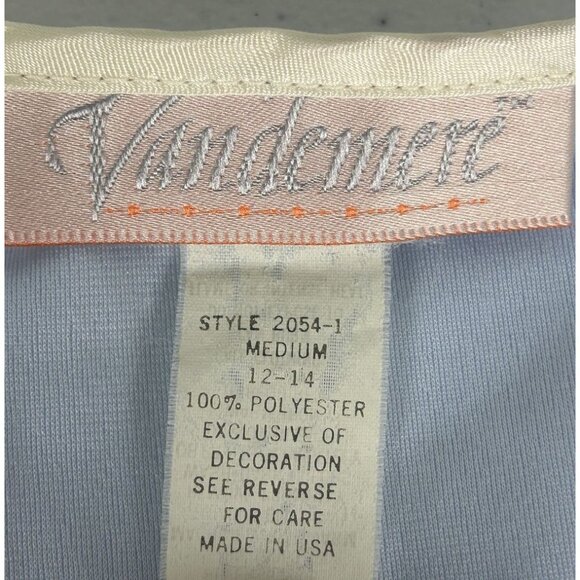 Vandemere™
STYLE 2054-1
MEDIUM
12-14
100% POLYESTER
EXCLUSIVE OF
DECORATION
SEE REVERSE
FOR CARE
MADE IN USA